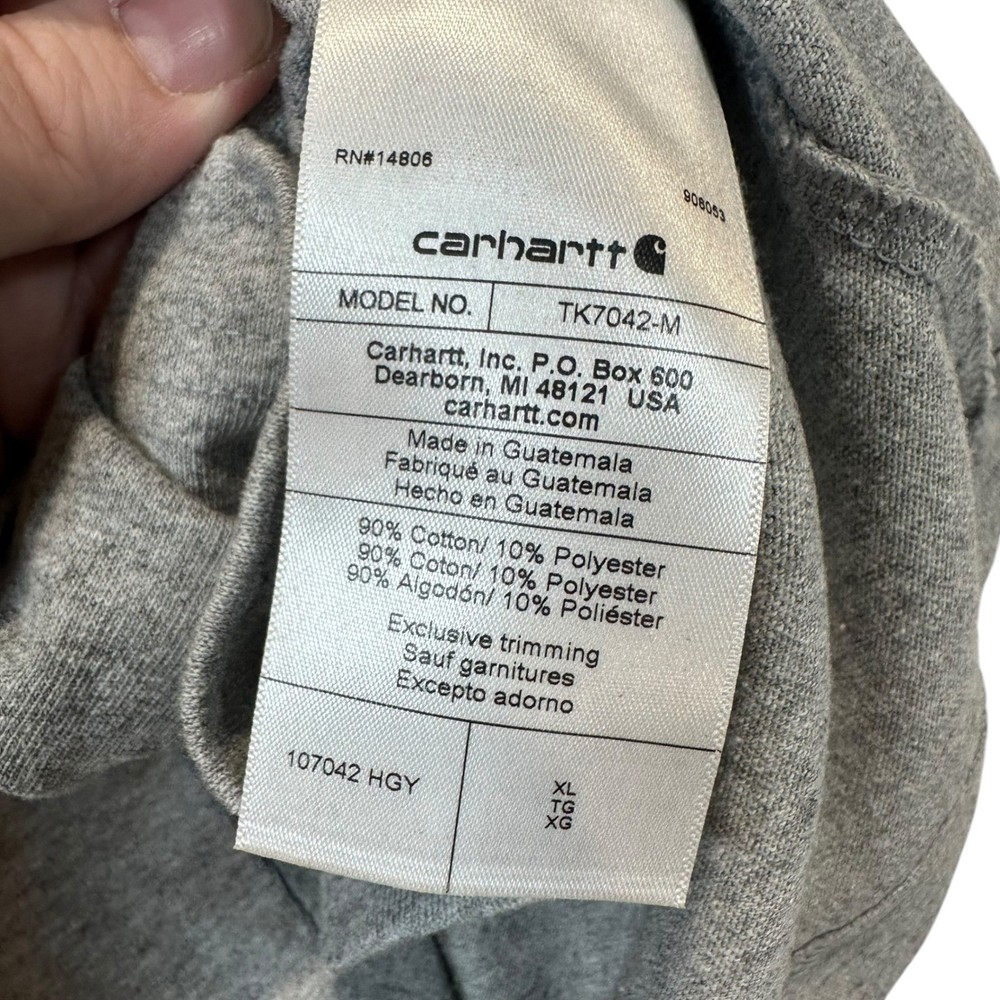 RN#14806
906053
carhartt
MODEL NO. TK7042-M
Carhartt, Inc. P.O. Box 600
Dearborn, MI 48121 USA
carhartt.com
Made in Guatemala
Fabriqué au Guatemala
Hecho en Guatemala
90% Cotton/ 10% Polyester
90% Coton/ 10% Polyester
90% Algodón/ 10% Poliéster
Exclusive trimming
Sauf garnitures
Excepto adorno
107042 HGY
XL
TG
XG